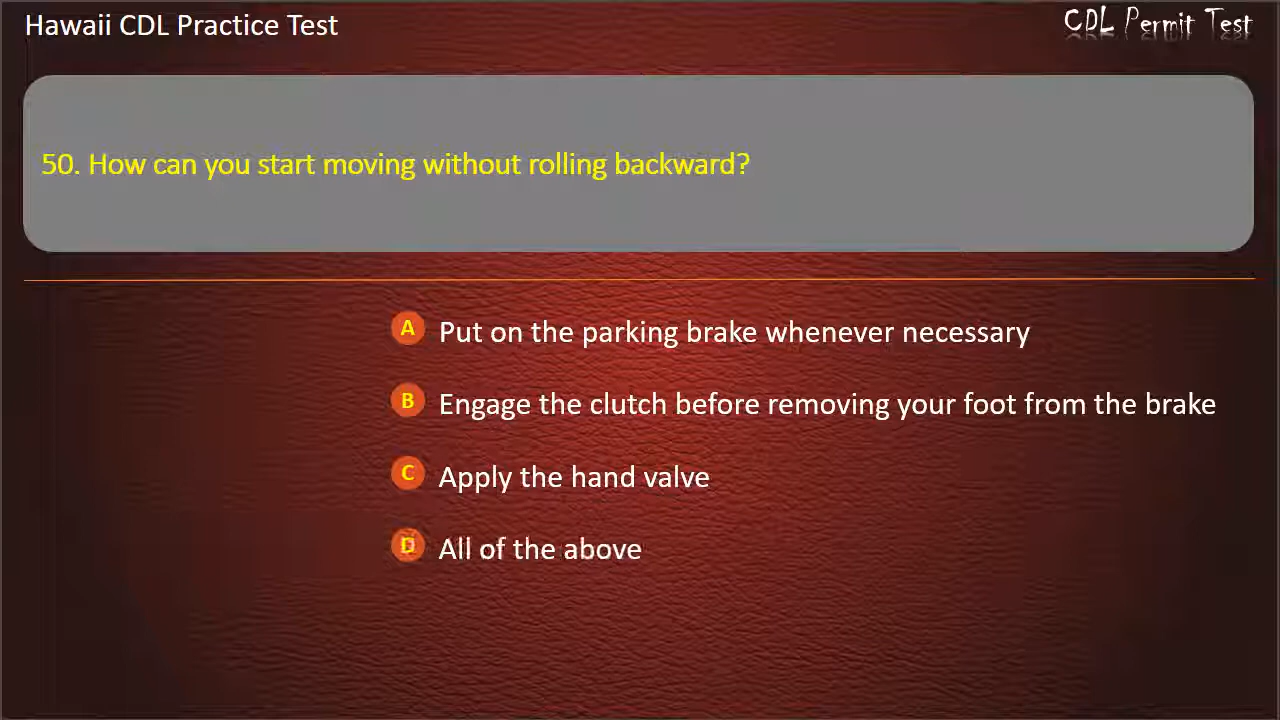 Hawaii CDL Practice Test
CDL Permit Test
50. How can you start moving without rolling backward?
A Put on the parking brake whenever necessary
B Engage the clutch before removing your foot from the brake
C Apply the hand valve
D All of the above